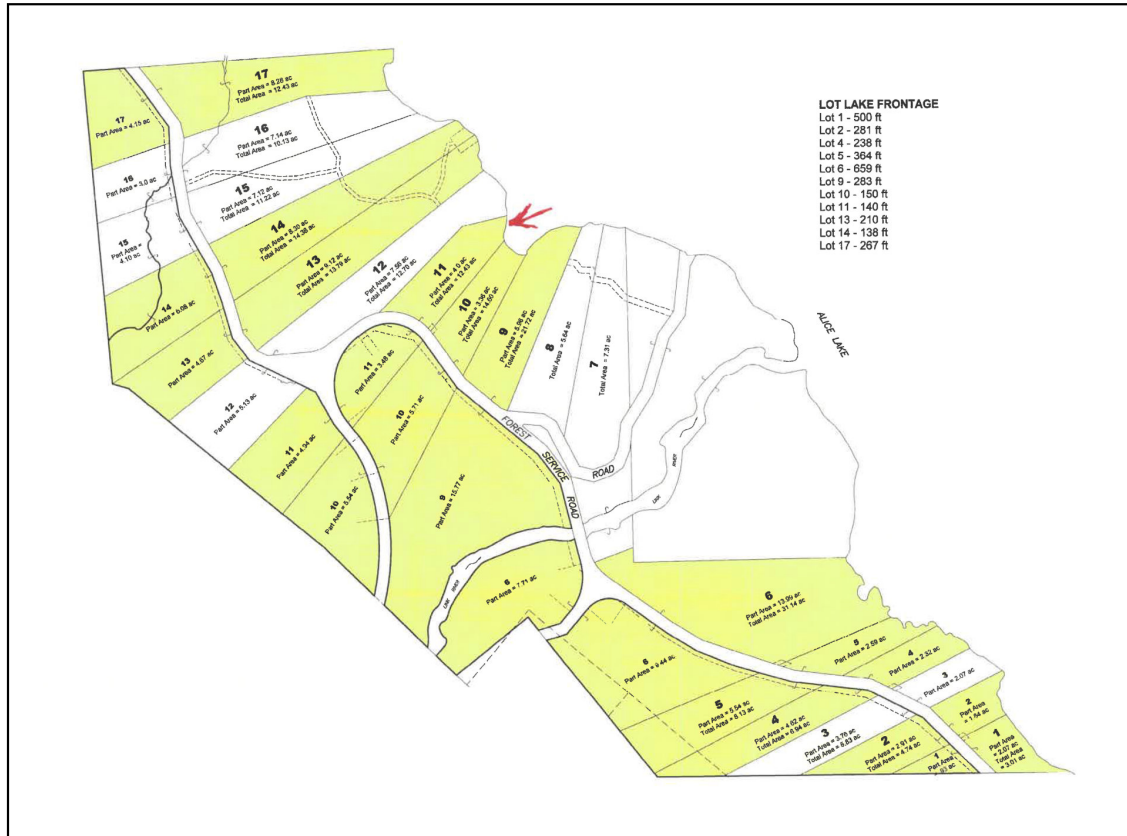 LOT LAKE FRONTAGE
Lot 1 - 500 ft
Lot 2 - 281 ft
Lot 4 - 238 ft
Lot 5 - 364 ft
Lot 6 - 659 ft
Lot 9 - 283 ft
Lot 10 - 150 ft
Lot 11 - 140 ft
Lot 13 - 210 ft
Lot 14 - 138 ft
Lot 17 - 267 ft
17
Part Area = 8.28 ac
Total Area = 12.43 ac
17
Part Area = 4.15 ac
16
Part Area = 7.14 ac
Total Area = 10.13 ac
16
Part Area = 3.0 ac
15
Part Area = 7.12 ac
Total Area = 11.22 ac
15
Part Area =
4.10 ac
14
Part Area = 8.30 ac
Total Area = 14.38 ac
14
Part Area = 6.08 ac
13
Part Area = 9.12 ac
Total Area = 13.79 ac
13
Part Area = 4.67 ac
12
Part Area = 7.56 ac
Total Area = 12.70 ac
12
Part Area = 5.13 ac
11
Part Area = 4.0 ac
Total Area = 12.43 ac
11
Part Area = 3.48 ac
11
Part Area = 4.94 ac
10
Part Area = 3.36 ac
Total Area = 14.60 ac
10
Part Area = 5.71 ac
10
Part Area = 5.54 ac
9
Part Area = 5.96 ac
Total Area = 21.72 ac
9
Part Area = 15.77 ac
8
Total Area = 5.64 ac
7
Total Area = 7.31 ac
FOREST
SERVICE
ROAD
ROAD
LINK
RIVER
LINK
RIVER
ALICE LAKE
6
Part Area = 7.71 ac
6
Part Area = 13.99 ac
Total Area = 31.14 ac
6
Part Area = 9.44 ac
5
Part Area = 2.59 ac
5
Part Area = 5.54 ac
Total Area = 8.13 ac
4
Part Area = 2.32 ac
4
Part Area = 4.62 ac
Total Area = 6.94 ac
3
Part Area = 2.07 ac
3
Part Area = 3.76 ac
Total Area = 5.83 ac
2
Part Area
= 1.84 ac
2
Part Area = 2.91 ac
Total Area = 4.74 ac
1
Part Area
= 2.07 ac
Total Area
= 3.01 ac
1
Part Area